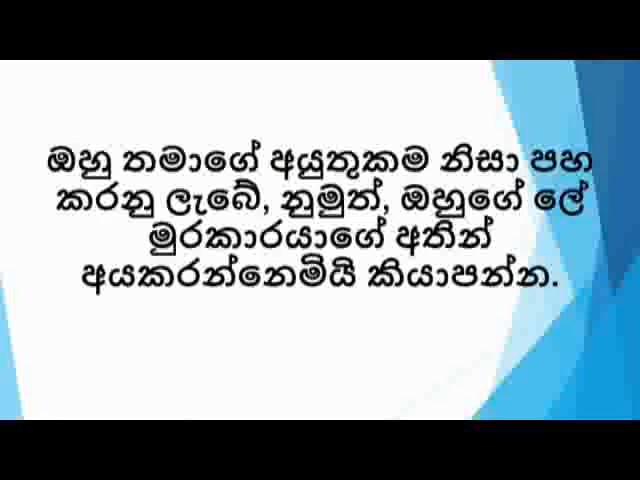 ඔහු තමාගේ අයුතුකම නිසා පහ
කරනු ලැබේ, නුමුත්, ඔහුගේ ලේ
මුරකාරයාගේ අතින්
අයකරන්නෙමියි කියාපන්න.